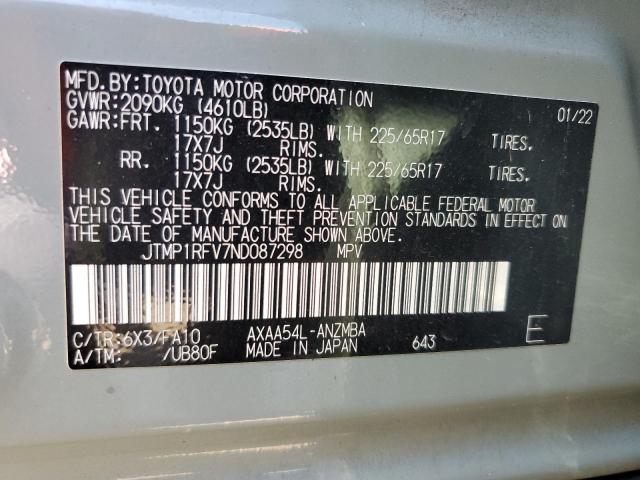 MFD.BY:TOYOTA MOTOR CORPORATION 01/22
GVWR:2090KG (4610LB)
GAWR:FRT. 1150KG (2535LB) WITH 225/65R17 TIRES.
17X7J RIMS.
RR. 1150KG (2535LB) WITH 225/65R17 TIRES.
17X7J RIMS.
THIS VEHICLE CONFORMS TO ALL APPLICABLE FEDERAL MOTOR
VEHICLE SAFETY AND THEFT PREVENTION STANDARDS IN EFFECT ON
THE DATE OF MANUFACTURE SHOWN ABOVE.
JTMP1RFV7ND087298 MPV
C/TR:6X3/FA10 AXAA54L-ANZMBA
A/TM: /UB80F MADE IN JAPAN 643 E